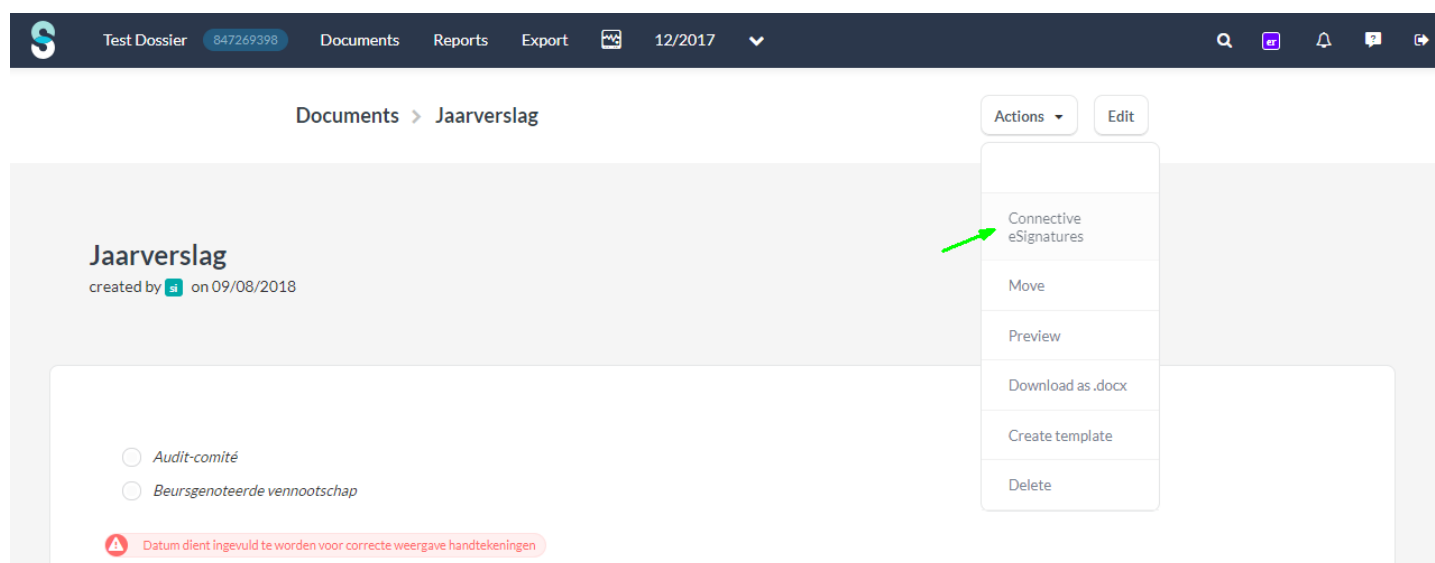 Test Dossier 847269398 Documents Reports Export 12/2017 er ?
Documents > Jaarverslag Actions Edit
Connective
eSignatures
Jaarverslag
created by si on 09/08/2018
Move
Preview
Download as .docx
Create template
Delete
Audit-comité
Beursgenoteerde vennootschap
Datum dient ingevuld te worden voor correcte weergave handtekeningen